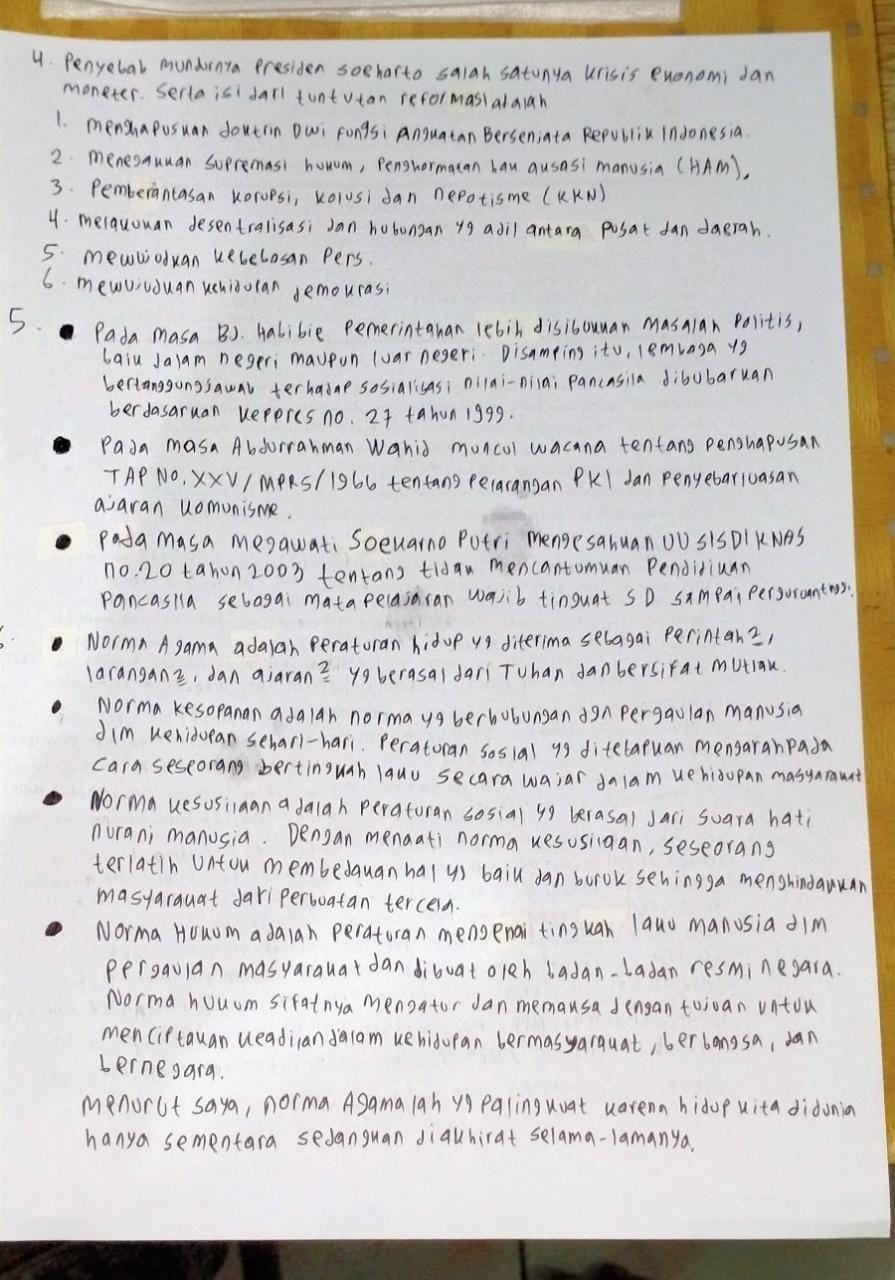 4. Penyebab mundurnya Presiden soeharto salah satunya krisis ekonomi dan
moneter. Serta isi dari tuntutan reformasi adalah
1. menghapuskan doktrin Dwi Fungsi Angkatan Bersenjata Republik Indonesia.
2. menegakkan supremasi hukum, Penghormatan hak asasi manusia (HAM),
3. Pemberantasan korupsi, kolusi dan nepotisme (KKN)
4. melakukan desentralisasi dan hubungan yg adil antara pusat dan daerah.
5. mewujudkan kebebasan Pers.
6. mewujudkan kehidupan demokrasi
5. • Pada masa BJ. Habibie Pemerintahan lebih disibukkan masalah Politis,
baik dalam negeri maupun luar negeri. Disamping itu, lembaga yg
bertanggungjawab terhadap sosialisasi nilai-nilai pancasila dibubarkan
berdasarkan keppres no. 27 tahun 1999.
• Pada masa Abdurrahman Wahid muncul wacana tentang penghapusan
TAP NO. XXV/MPRS/1966 tentang pelarangan PKI dan penyebarluasan
ajaran komunisme.
• Pada masa megawati Soekarno Putri mengesahkan UU SISDIKNAS
no.20 tahun 2003 tentang tidak mencantumkan Pendidikan
Pancasila sebagai mata pelajaran wajib tingkat SD sampai Perguruan tnggi.
• Norma Agama adalah Peraturan hidup yg diterima sebagai Perintah2,
larangan2, dan ajaran2 yg berasal dari Tuhan dan bersifat mutlak.
• Norma kesopanan adalah norma yg berhubungan dgn pergaulan manusia
dlm kehidupan sehari-hari. Peraturan sosial yg ditetapkan mengarah pada
cara seseorang bertingkah laku secara wajar dalam kehidupan masyarakat
• Norma kesusilaan adalah peraturan sosial yg berasal dari suara hati
nurani manusia. Dengan menaati norma kesusilaan, seseorang
terlatih untuk membedakan hal yg baik dan buruk sehingga menghindarkan
masyarakat dari perbuatan tercela.
• Norma Hukum adalah peraturan mengenai tingkah laku manusia dlm
pergaulan masyarakat dan dibuat oleh badan-badan resmi negara.
Norma hukum sifatnya mengatur dan memaksa dengan tujuan untuk
menciptakan keadilan dalam kehidupan bermasyarakat, berbangsa, dan
bernegara.
menurut saya, norma Agama lah yg paling kuat karena hidup kita didunia
hanya sementara sedangkan diakhirat selama-lamanya.